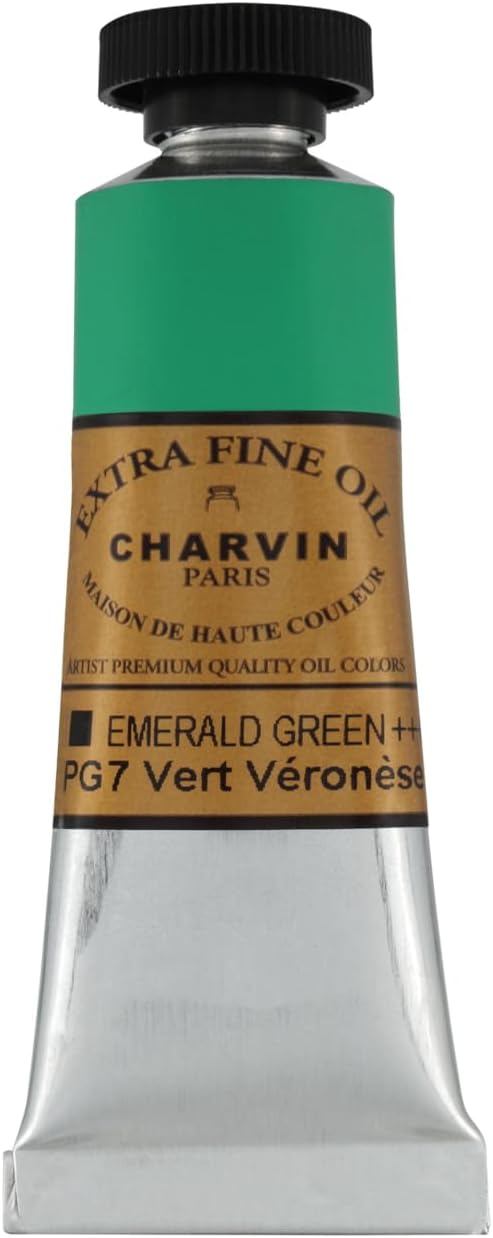 EXTRA FINE OIL
CHARVIN
PARIS
MAISON DE HAUTE COULEUR
ARTIST PREMIUM QUALITY OIL COLORS
■ EMERALD GREEN ++
PG7 Vert Véronèse